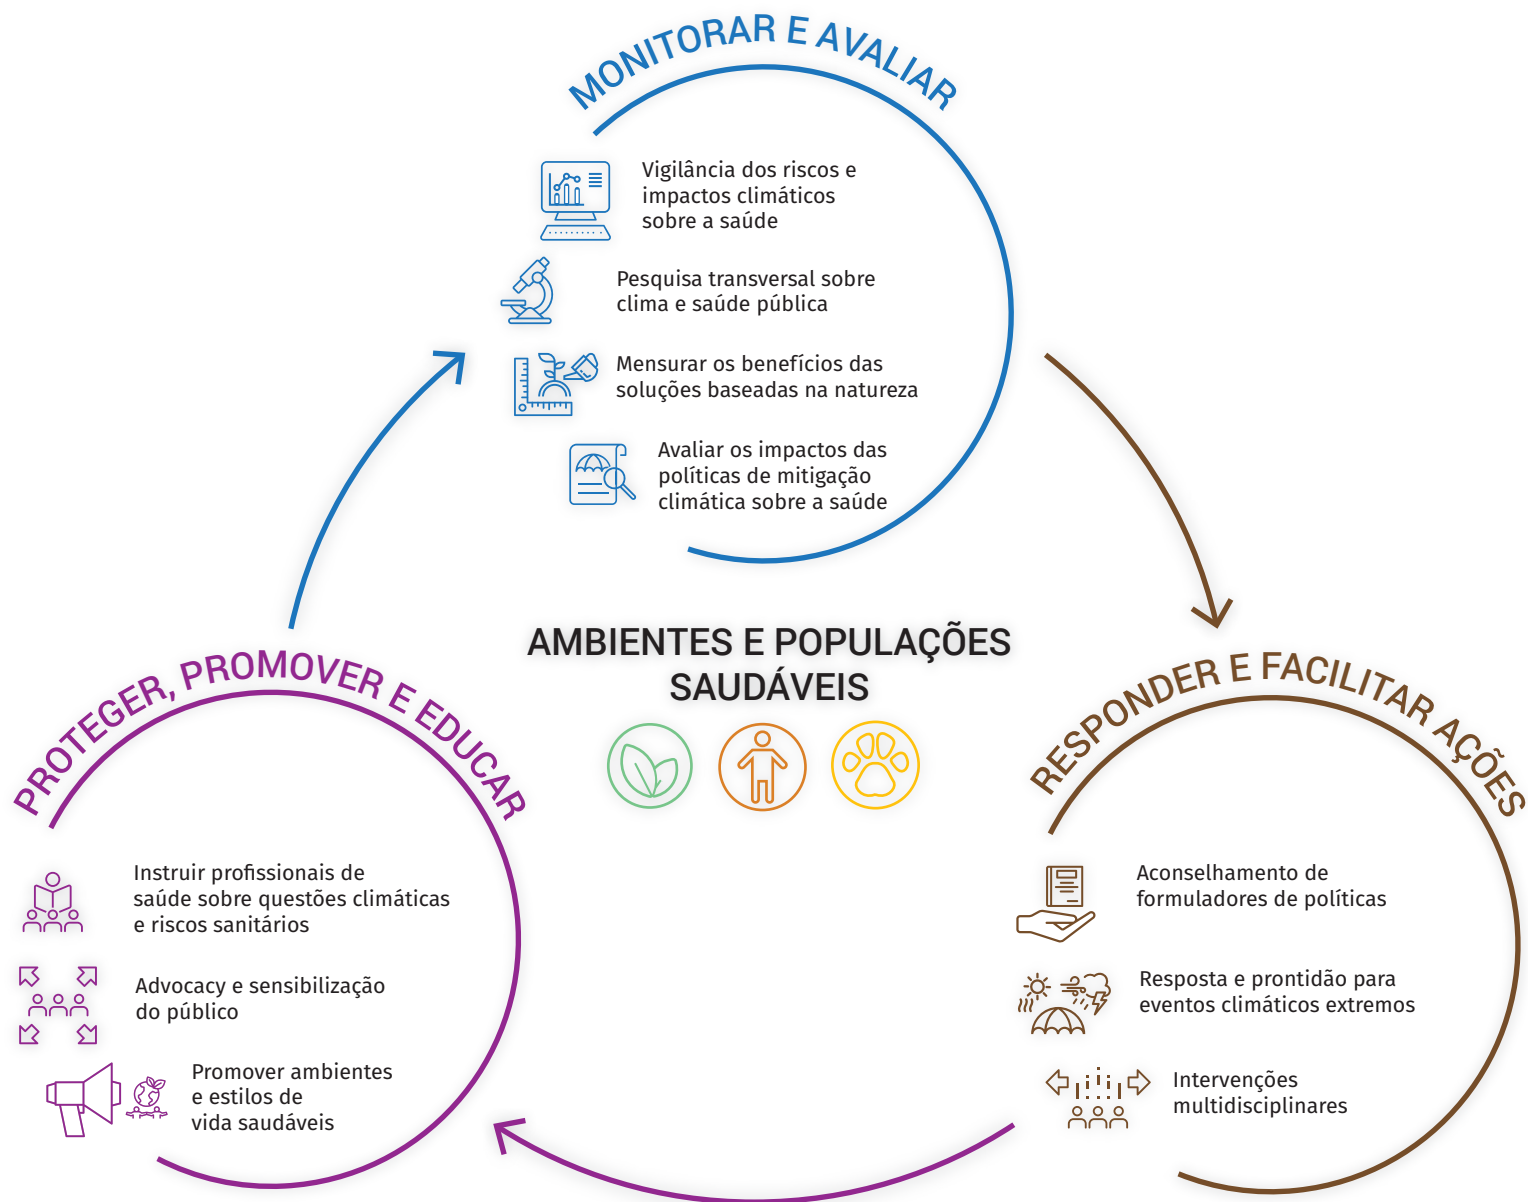 MONITORAR E AVALIAR
Vigilância dos riscos e
impactos climáticos
sobre a saúde
Pesquisa transversal sobre
clima e saúde pública
Mensurar os benefícios das
soluções baseadas na natureza
Avaliar os impactos das
políticas de mitigação
climática sobre a saúde
AMBIENTES E POPULAÇÕES
SAUDÁVEIS
RESPONDER E FACILITAR AÇÕES
Aconselhamento de
formuladores de políticas
Resposta e prontidão para
eventos climáticos extremos
Intervenções
multidisciplinares
PROTEGER, PROMOVER E EDUCAR
Instruir profissionais de
saúde sobre questões climáticas
e riscos sanitários
Advocacy e sensibilização
do público
Promover ambientes
e estilos de
vida saudáveis